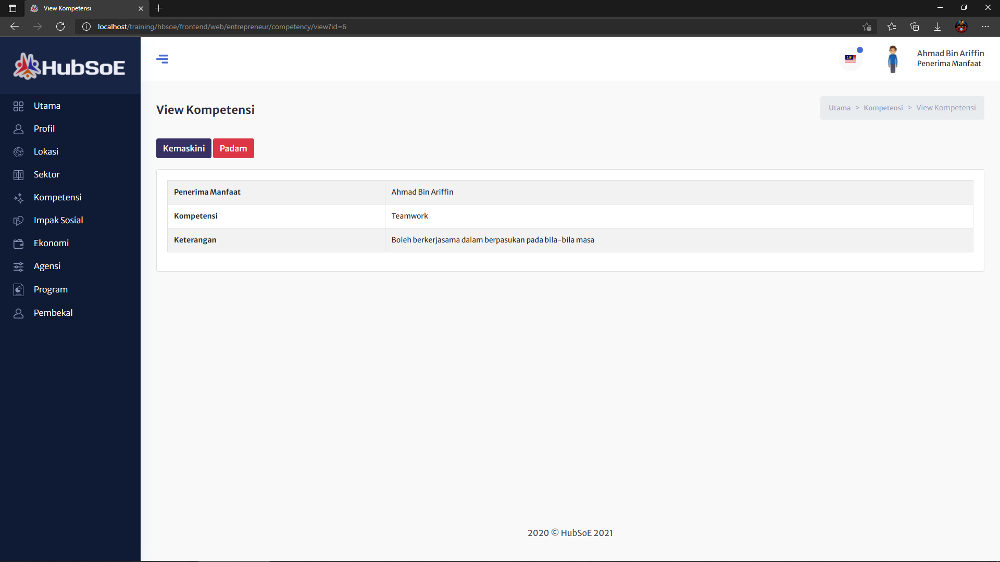 View Kompetensi
localhost/training/hbsoe/frontend/web/entrepreneur/competency/view?id=6
HubSoE
Ahmad Bin Ariffin
Penerima Manfaat
Utama
Profil
Lokasi
Sektor
Kompetensi
Impak Sosial
Ekonomi
Agensi
Program
Pembekal
View Kompetensi
Utama > Kompetensi > View Kompetensi
Kemaskini Padam
Penerima Manfaat Ahmad Bin Ariffin
Kompetensi Teamwork
Keterangan Boleh berkerjasama dalam berpasukan pada bila-bila masa
2020 © HubSoE 2021